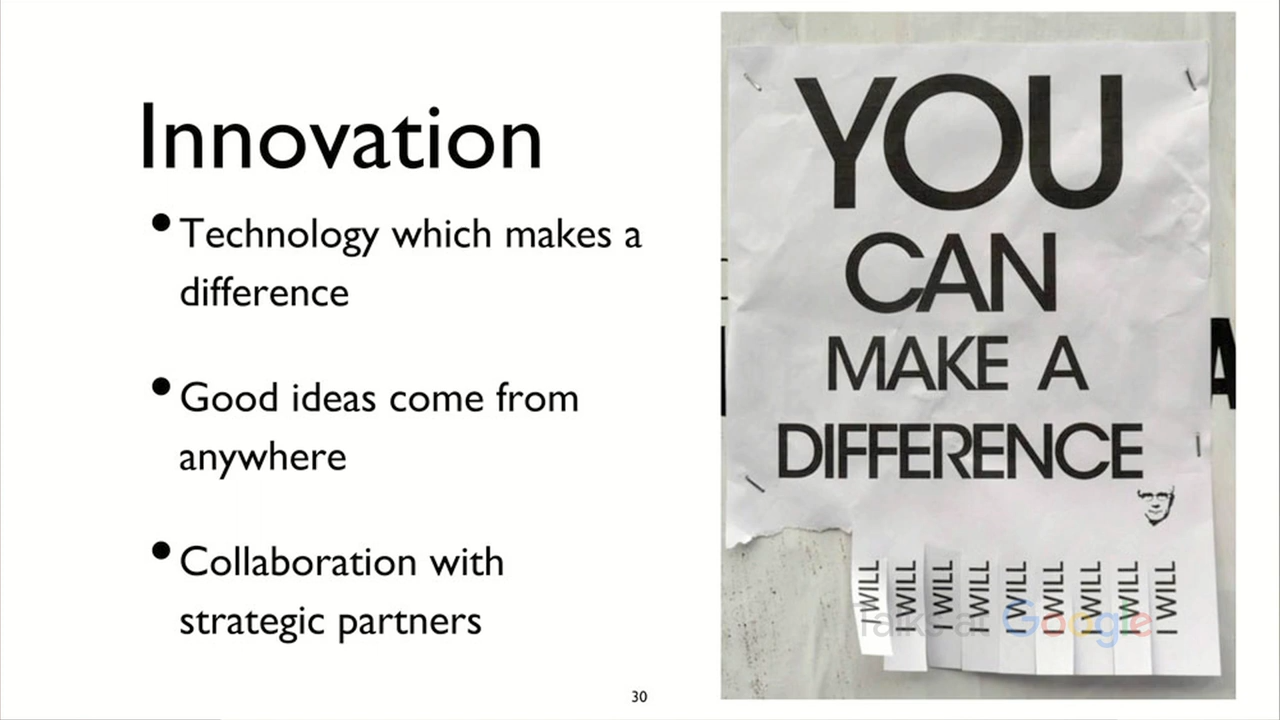 Innovation
• Technology which makes a
difference
• Good ideas come from
anywhere
• Collaboration with
strategic partners
30
YOU
CAN
MAKE A
DIFFERENCE
I WILL
I WILL
I WILL
I WILL
I WILL
I WILL
I WILL
I WILL
I WILL
Talks at Google
A